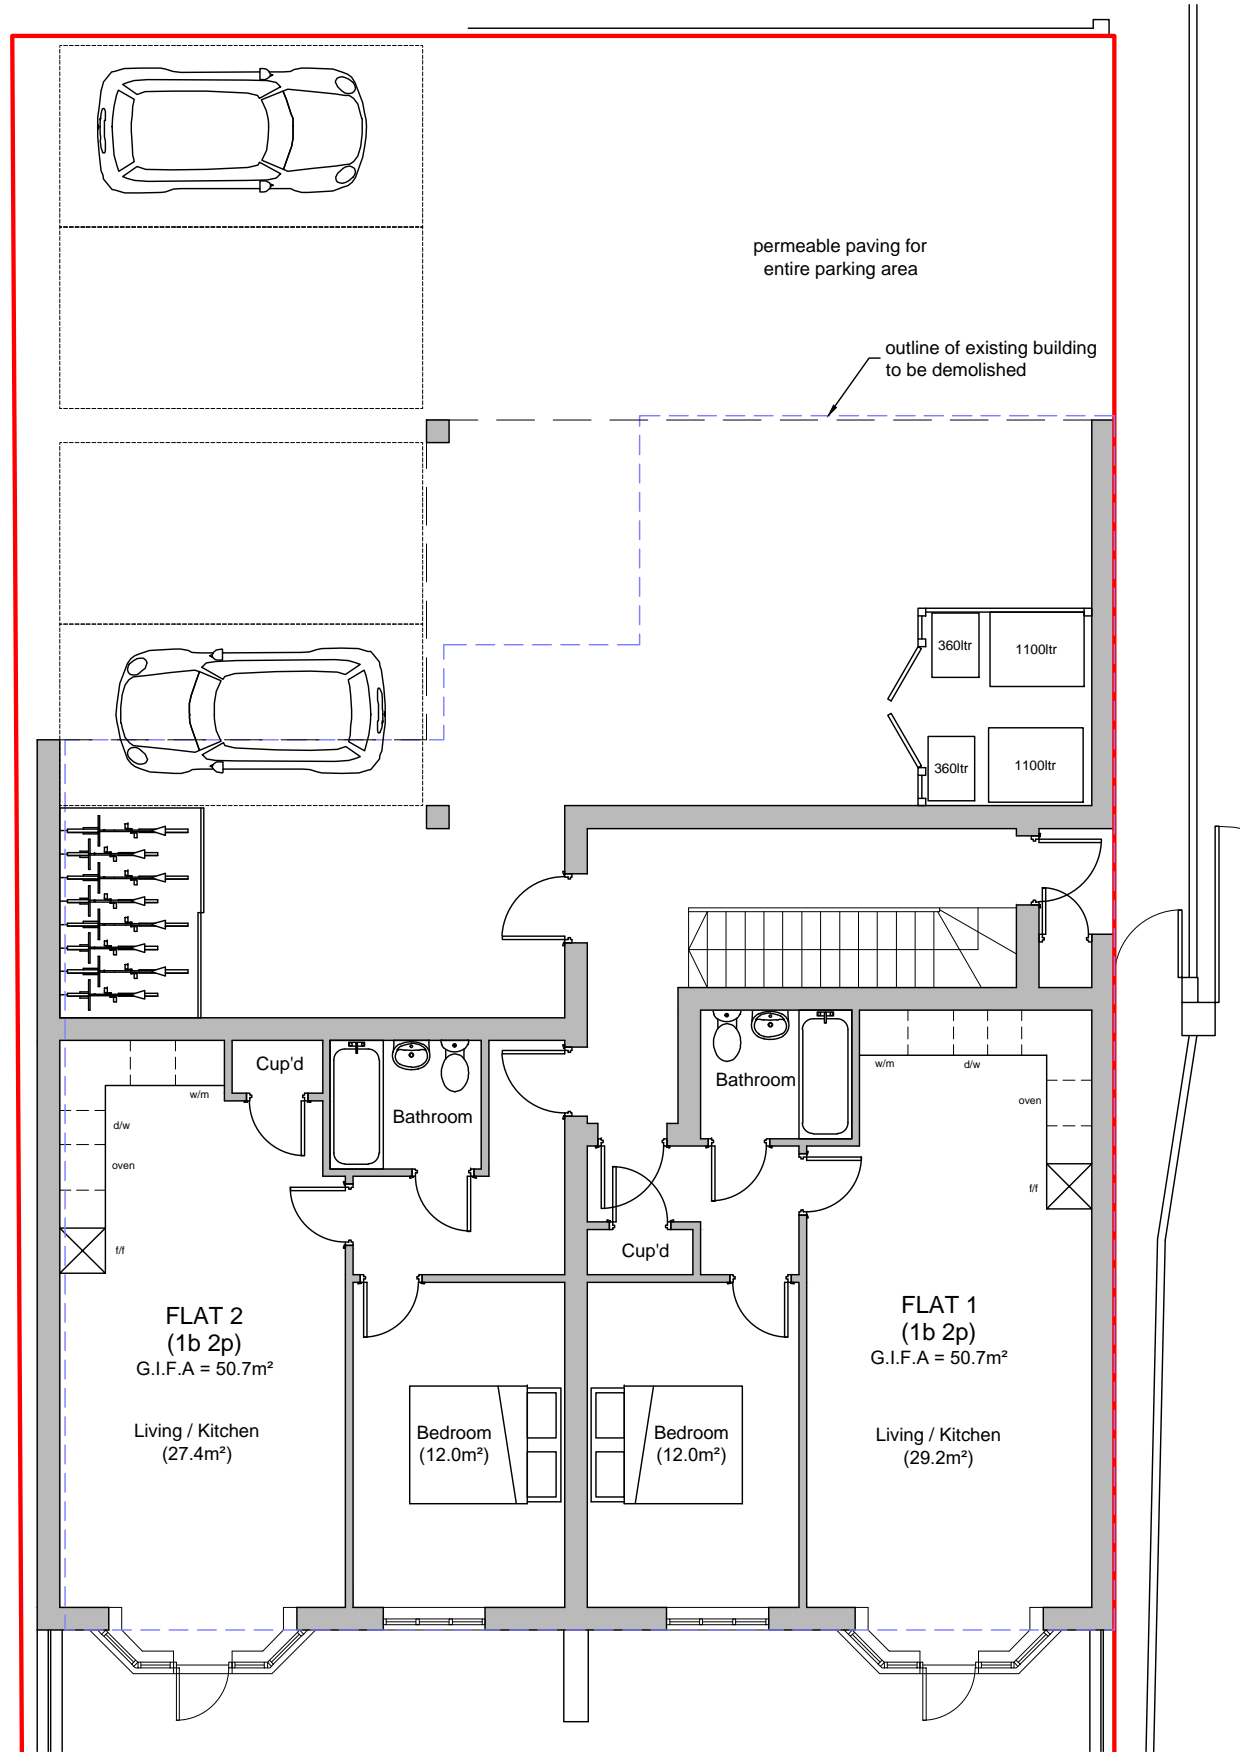 permeable paving for
entire parking area
outline of existing building
to be demolished
360ltr
1100ltr
360ltr
1100ltr
Cup'd
w/m
d/w
oven
f/f
Bathroom
Bathroom
w/m
d/w
oven
f/f
Cup'd
FLAT 2
(1b 2p)
G.I.F.A = 50.7m²
Living / Kitchen
(27.4m²)
Bedroom
(12.0m²)
Bedroom
(12.0m²)
FLAT 1
(1b 2p)
G.I.F.A = 50.7m²
Living / Kitchen
(29.2m²)